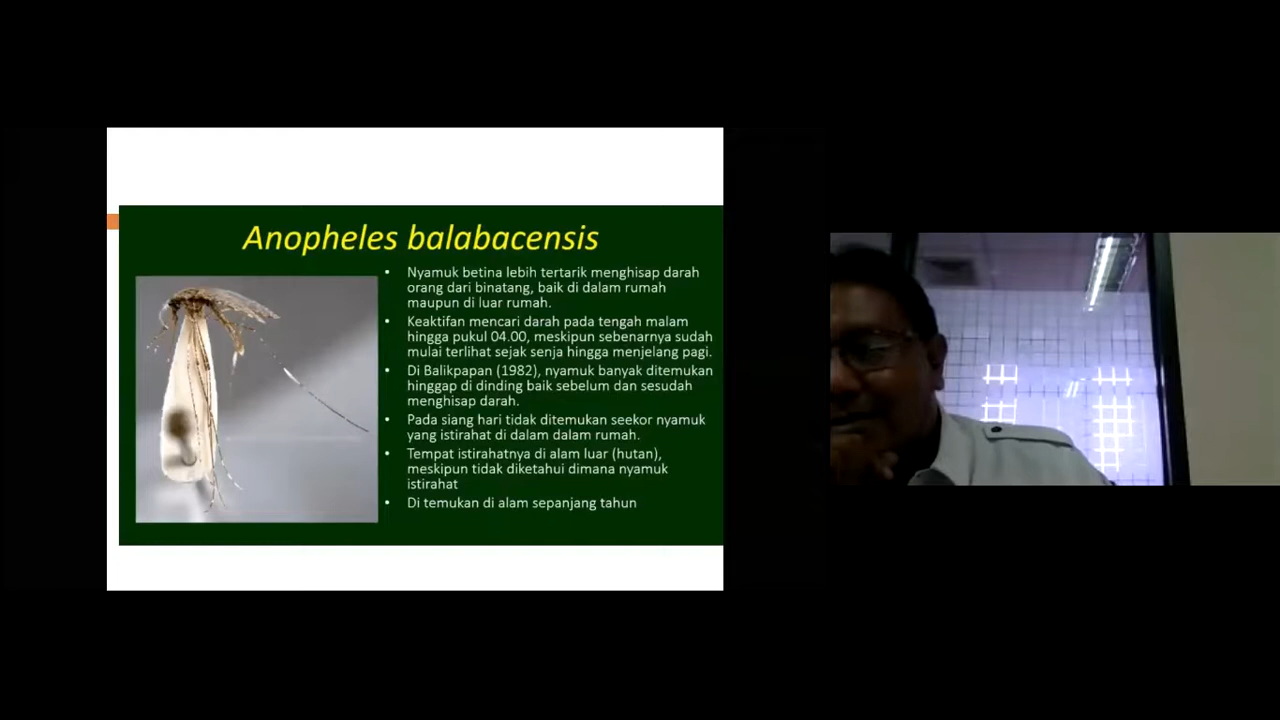 Anopheles balabacensis
Nyamuk betina lebih tertarik menghisap darah
orang dari binatang, baik di dalam rumah
maupun di luar rumah.
Keaktifan mencari darah pada tengah malam
hingga pukul 04.00, meskipun sebenarnya sudah
mulai terlihat sejak senja hingga menjelang pagi.
Di Balikpapan (1982), nyamuk banyak ditemukan
hinggap di dinding baik sebelum dan sesudah
menghisap darah.
Pada siang hari tidak ditemukan seekor nyamuk
yang istirahat di dalam dalam rumah.
Tempat istirahatnya di alam luar (hutan),
meskipun tidak diketahui dimana nyamuk
istirahat
Di temukan di alam sepanjang tahun